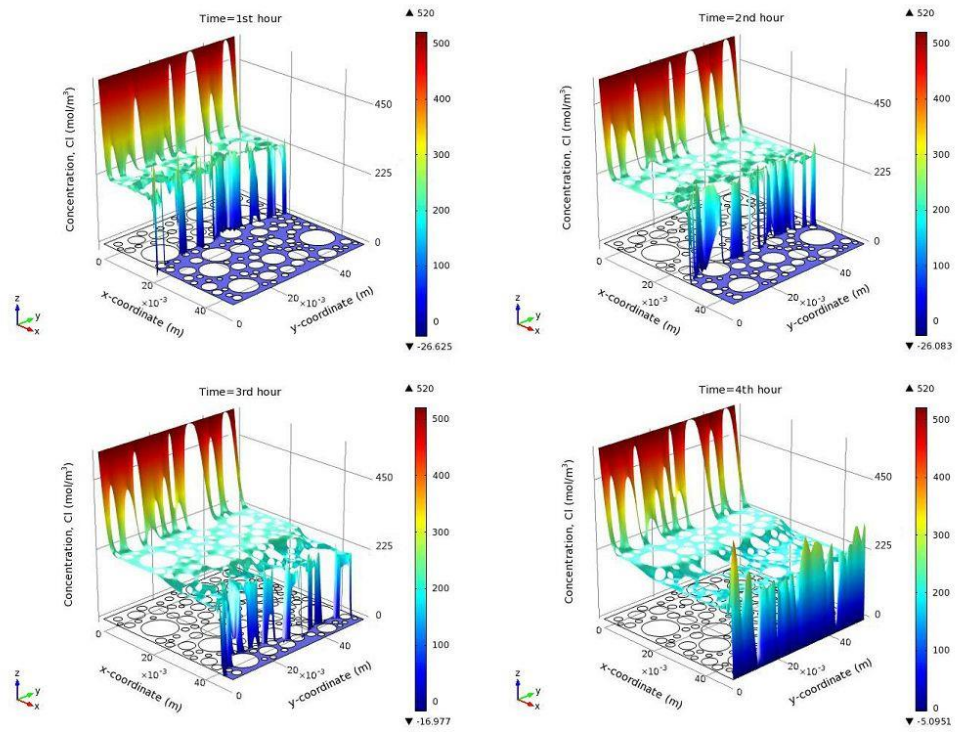 Time=1st hour
▲ 520
Concentration, Cl (mol/m³)
450
225
0
0
20
×10⁻³
40
x-coordinate (m)
0
20
×10⁻³
40
y-coordinate (m)
500
400
300
200
100
0
▼ -26.625
z
y
x
Time=2nd hour
▲ 520
Concentration, Cl (mol/m³)
450
225
0
0
20
×10⁻³
40
x-coordinate (m)
0
20
×10⁻³
40
y-coordinate (m)
500
400
300
200
100
0
▼ -26.083
z
y
x
Time=3rd hour
▲ 520
Concentration, Cl (mol/m³)
450
225
0
0
20
×10⁻³
40
x-coordinate (m)
0
20
×10⁻³
40
y-coordinate (m)
500
400
300
200
100
0
▼ -16.977
z
y
x
Time=4th hour
▲ 520
Concentration, Cl (mol/m³)
450
225
0
0
20
×10⁻³
40
x-coordinate (m)
0
20
×10⁻³
40
y-coordinate (m)
500
400
300
200
100
0
▼ -5.0951
z
y
x